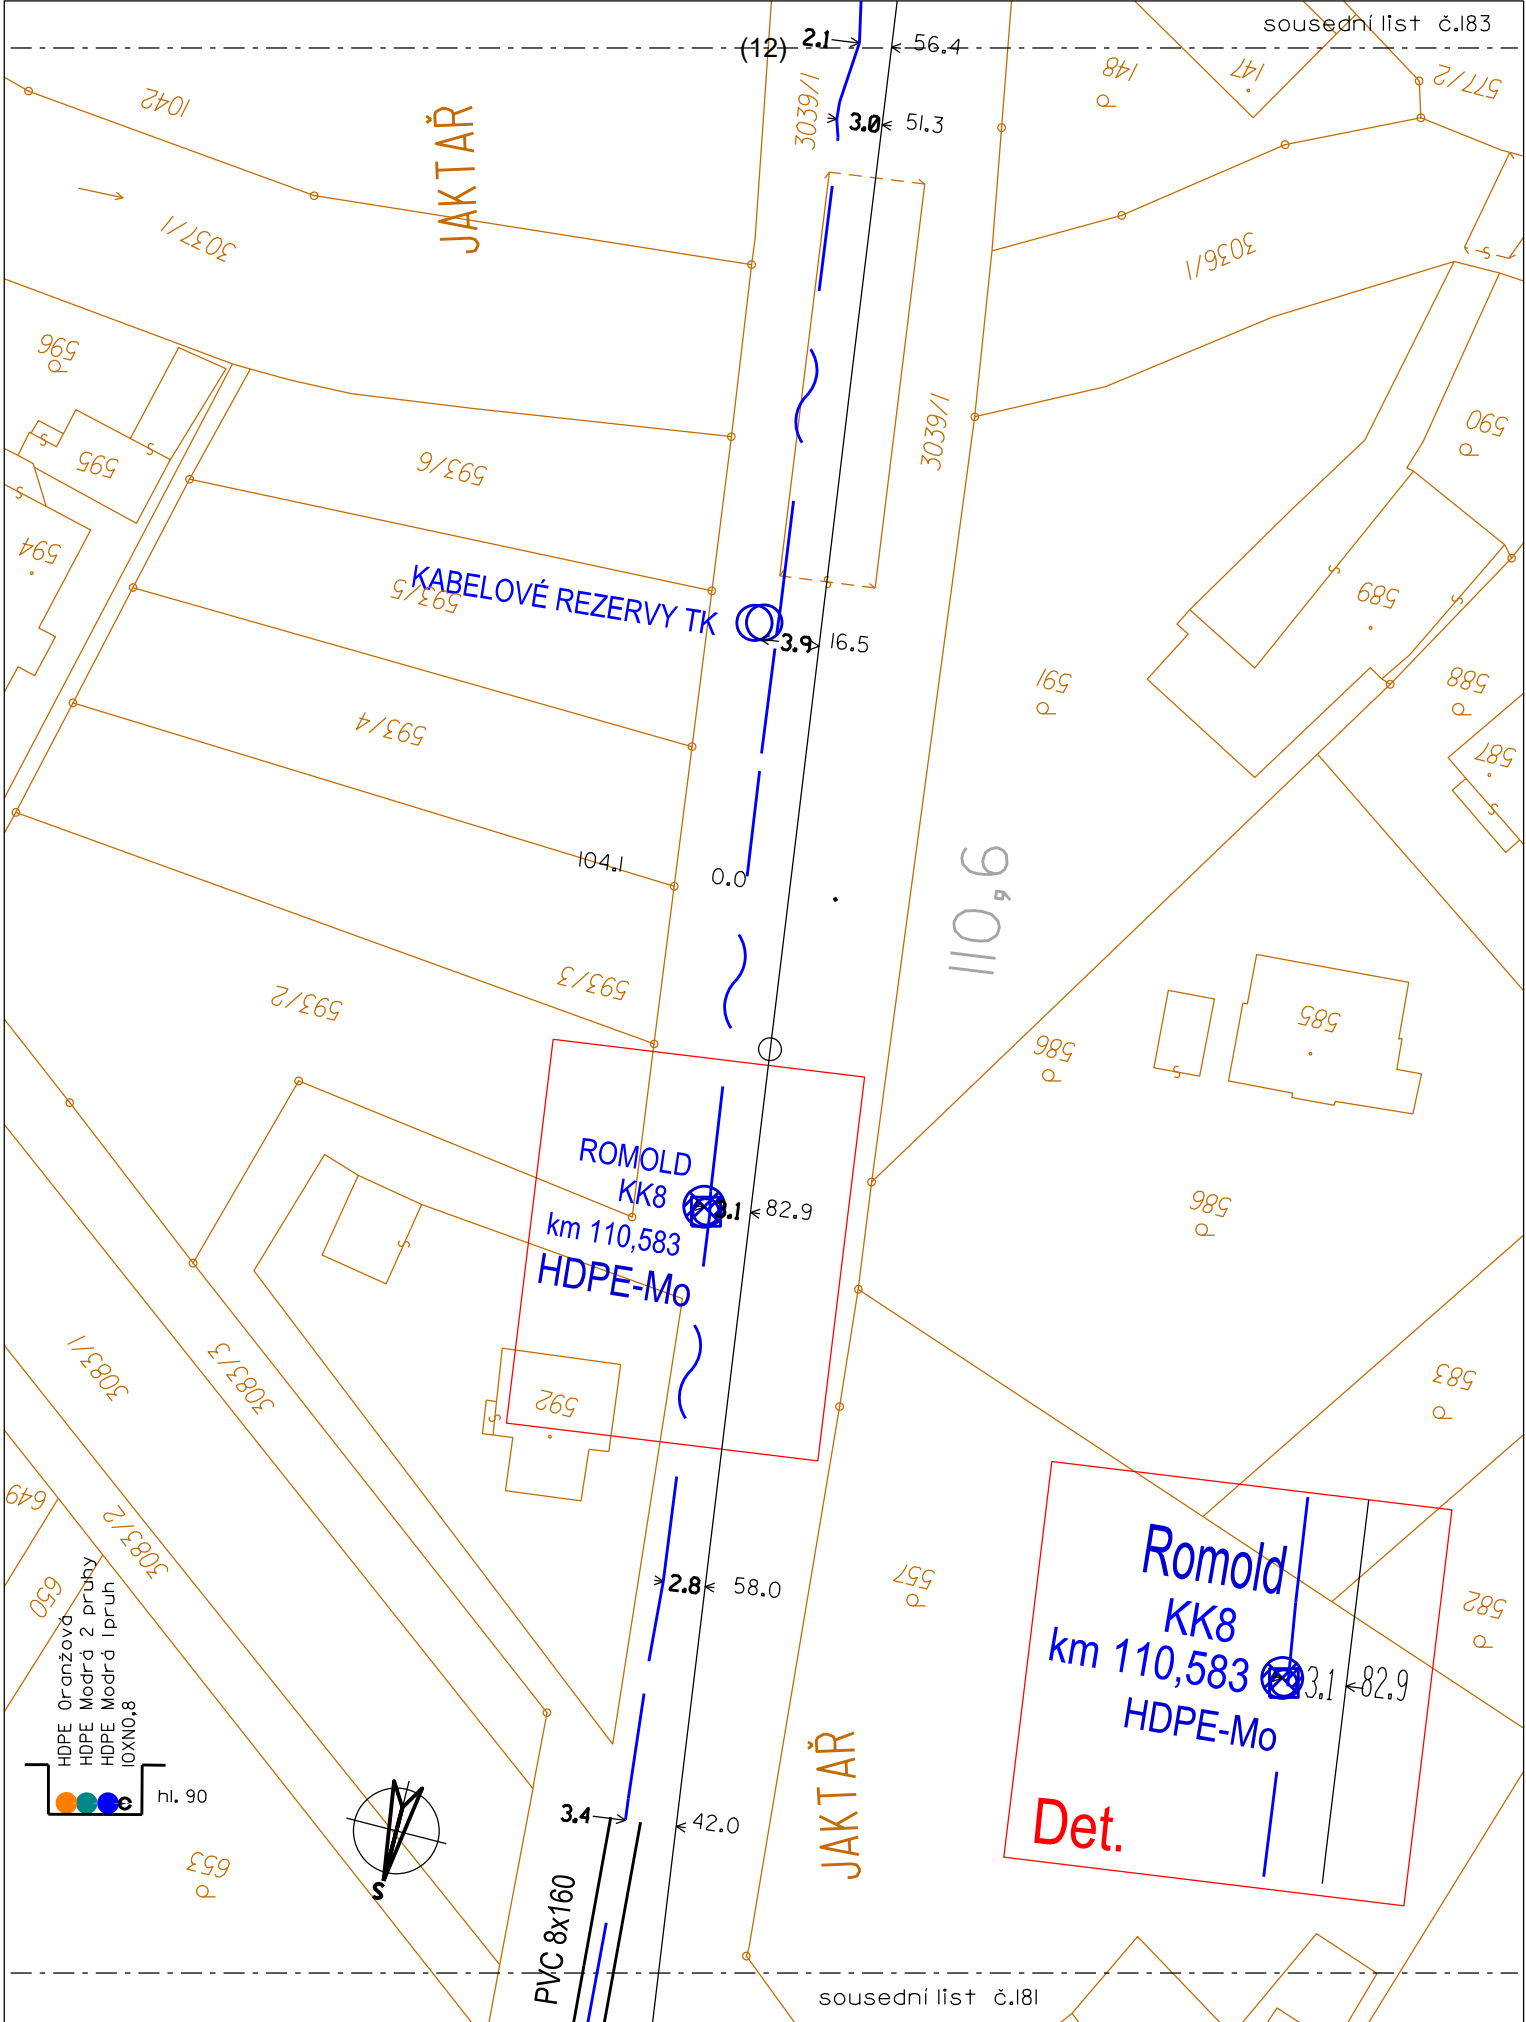 sousední list č.183
(12)
2.1
56.4
3.0
51.3
3039/1
148
147
577/2
1042
JAKTAŘ
3037/1
3036/1
596
595
594
593/6
3039/1
590
589
KABELOVÉ REZERVY TK
593/5
3.9
16.5
591
588
587
593/4
104.1
0.0
110,6
593/3
593/2
585
586
586
ROMOLD
KK8
km 110,583
HDPE-Mo
3.1
82.9
592
583
3083/1
3083/3
3083/2
649
650
2.8
58.0
557
582
Romold
KK8
km 110,583
HDPE-Mo
3.1
82.9
Det.
HDPE Oranžová
HDPE Modrá 2 pruhy
HDPE Modrá 1pruh
10XN0,8
hl. 90
S
653
3.4
42.0
PVC 8x160
JAKTAŘ
sousední list č.181